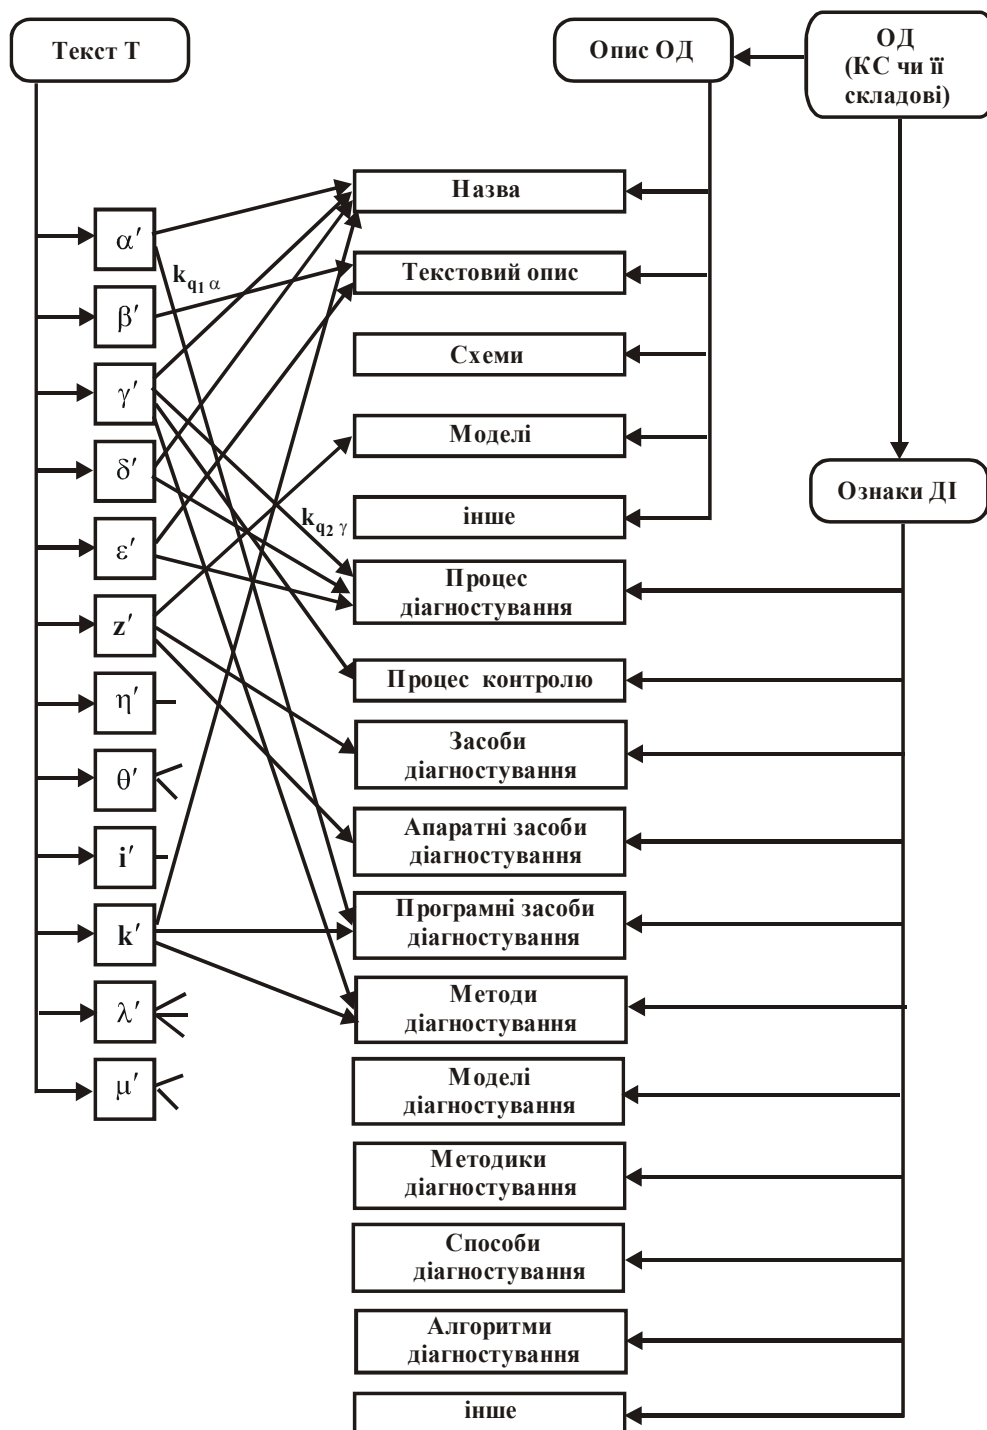 Текст Т
Опис ОД
ОД
(КС чи її
складові)
Назва
α′
k q1 α
Текстовий опис
β′
Схеми
γ′
Моделі
δ′
Ознаки ДІ
інше
k q2 γ
ε′
Процес
діагностування
z′
Процес контролю
η′
Засоби
діагностування
θ′
Апаратні засоби
діагностування
i′
Програмні засоби
діагностування
k′
Методи
діагностування
λ′
μ′
Моделі
діагностування
Методики
діагностування
Способи
діагностування
Алгоритми
діагностування
інше